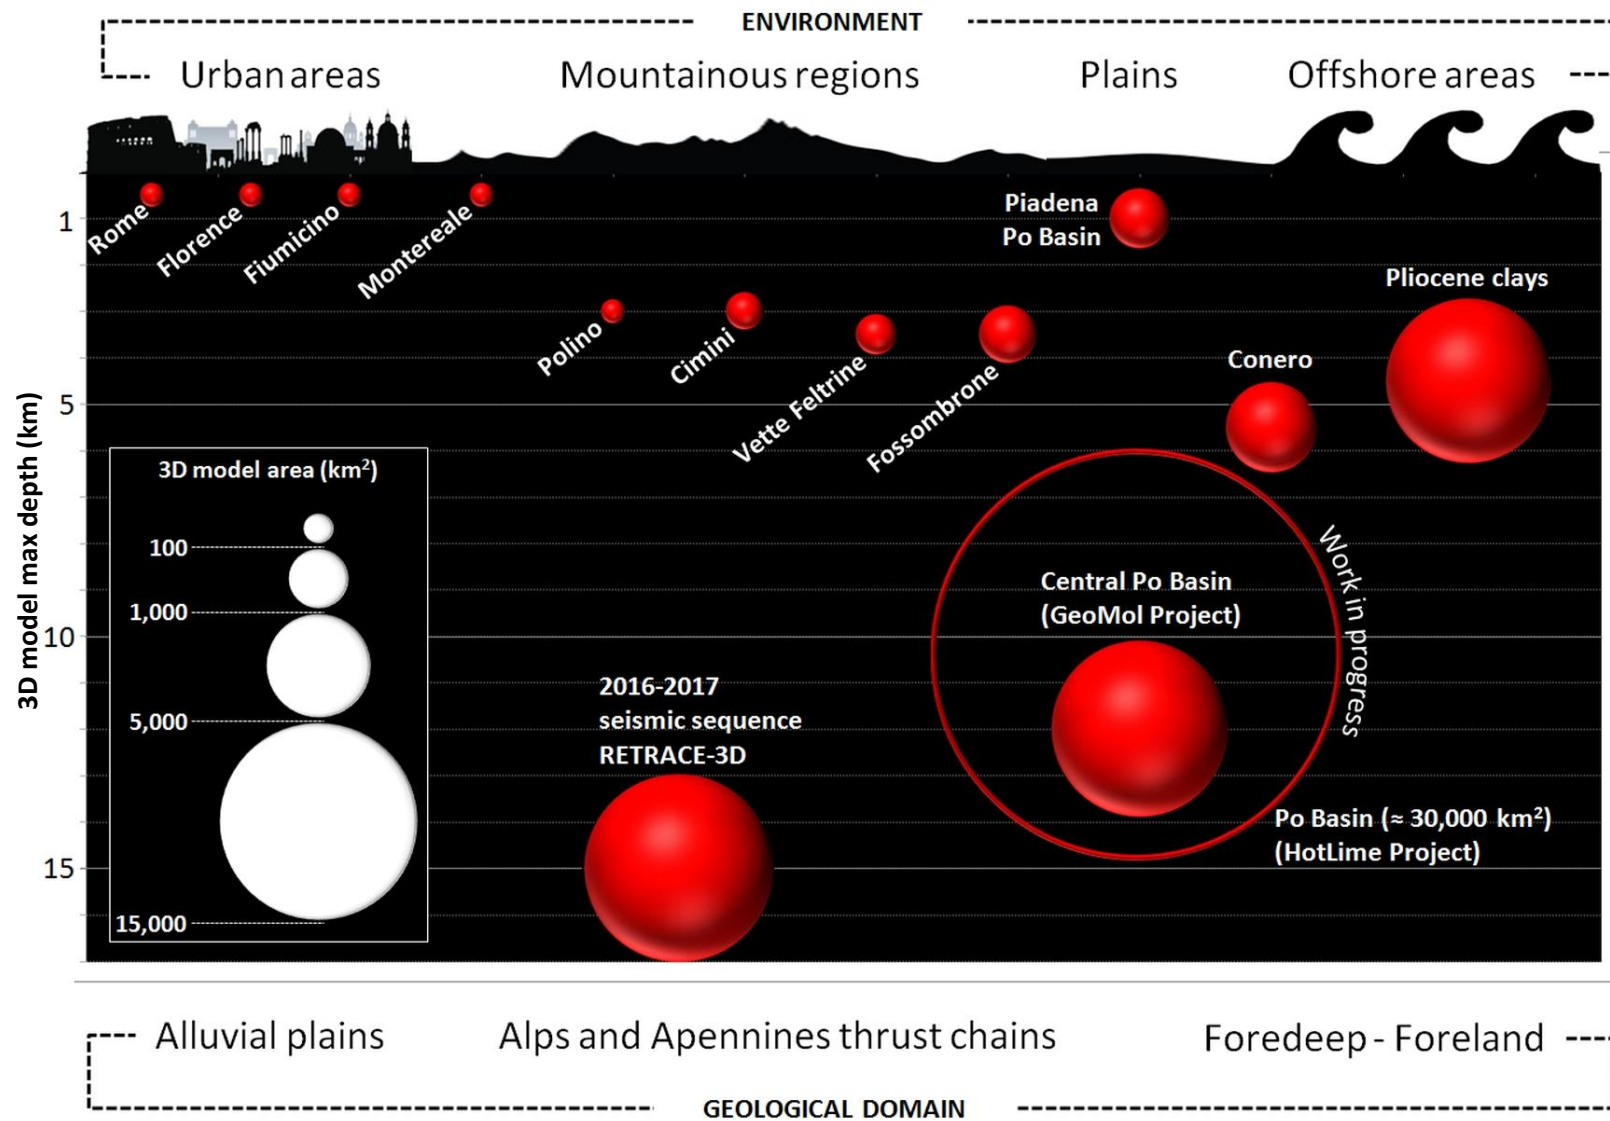 ENVIRONMENT
Urban areas
Mountainous regions
Plains
Offshore areas
3D model max depth (km)
1
5
10
15
Rome
Florence
Fiumicino
Montereale
Polino
Cimini
Vette Feltrine
Fossombrone
Piadena
Po Basin
Pliocene clays
Conero
3D model area (km²)
100
1,000
5,000
15,000
2016-2017
seismic sequence
RETRACE-3D
Central Po Basin
(GeoMol Project)
Work in progress
Po Basin (≈ 30,000 km²)
(HotLime Project)
Alluvial plains
Alps and Apennines thrust chains
Foredeep - Foreland
GEOLOGICAL DOMAIN